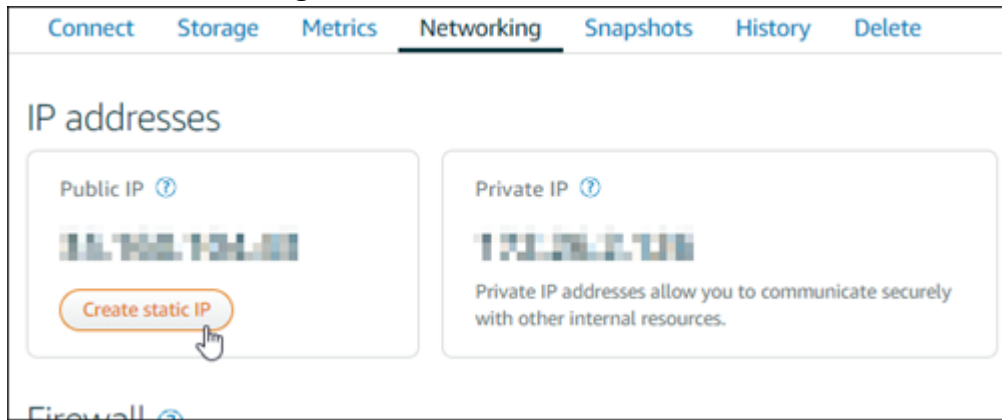 Connect Storage Metrics Networking Snapshots History Delete
IP addresses
Public IP ?
Create static IP
Private IP ?
Private IP addresses allow you to communicate securely
with other internal resources.
Firewall ?